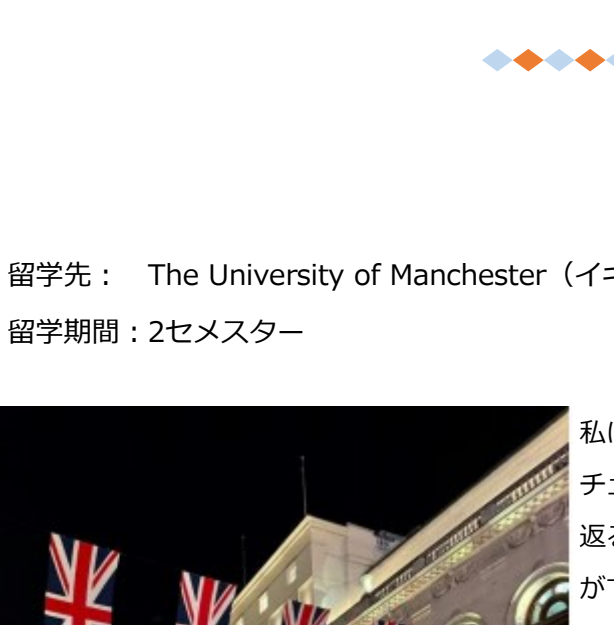 留学先： The University of Manchester（イ
留学期間：2セメスター
私
チ
返
が